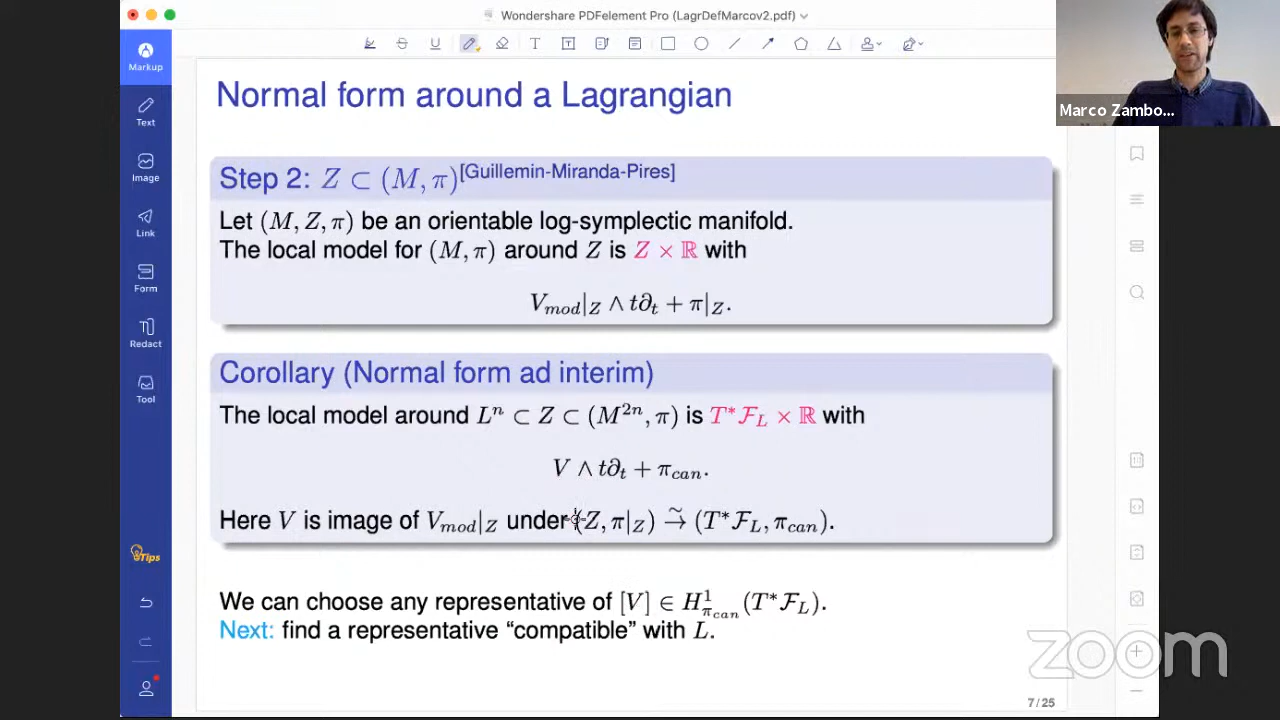 Wondershare PDFelement Pro (LagrDefMarcov2.pdf)
Markup
Text
Image
Link
Form
Redact
Tool
Tips
Marco Zambo...
Normal form around a Lagrangian
Step 2: Z ⊂ (M, π)[Guillemin-Miranda-Pires]
Let (M, Z, π) be an orientable log-symplectic manifold.
The local model for (M, π) around Z is Z × ℝ with
V_mod|_Z ∧ t∂_t + π|_Z.
Corollary (Normal form ad interim)
The local model around L^n ⊂ Z ⊂ (M^{2n}, π) is T*F_L × ℝ with
V ∧ t∂_t + π_can.
Here V is image of V_mod|_Z under (Z, π|_Z) →~ (T*F_L, π_can).
We can choose any representative of [V] ∈ H^1_{π_can}(T*F_L).
Next: find a representative “compatible” with L.
zoom
7 / 25